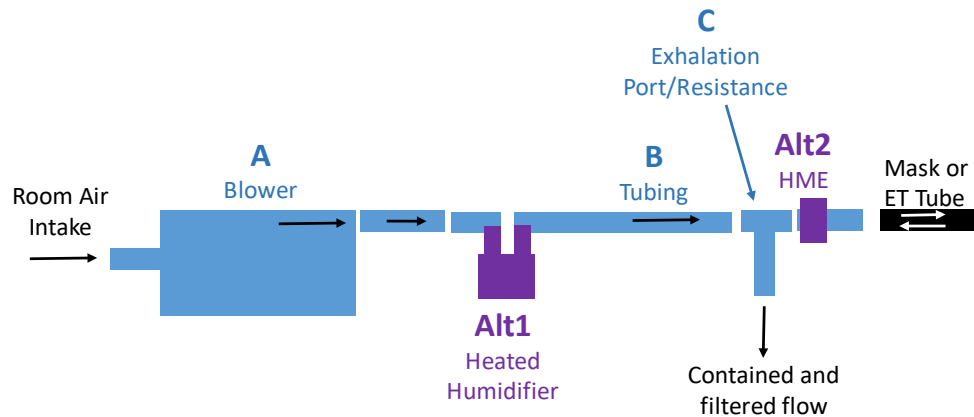 C
Exhalation
Port/Resistance
A
Blower
B
Tubing
Alt2
HME
Room Air
Intake
Mask or
ET Tube
Alt1
Heated
Humidifier
Contained and
filtered flow